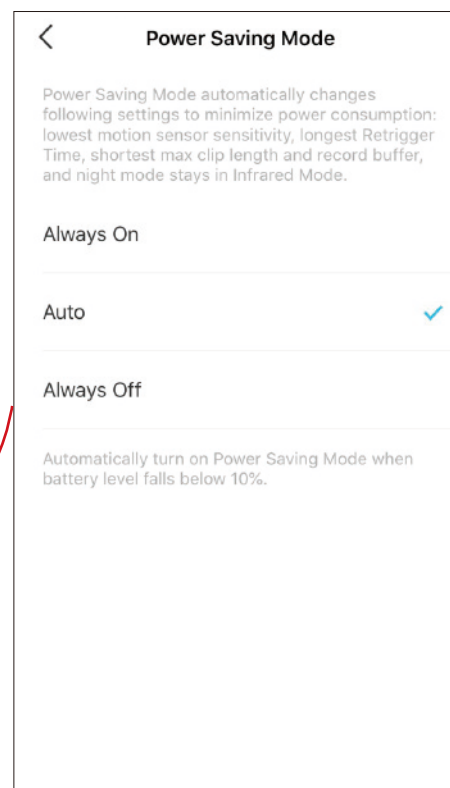 Power Saving Mode
Power Saving Mode automatically changes
following settings to minimize power consumption:
lowest motion sensor sensitivity, longest Retrigger
Time, shortest max clip length and record buffer,
and night mode stays in Infrared Mode.
Always On
Auto
Always Off
Automatically turn on Power Saving Mode when
battery level falls below 10%.